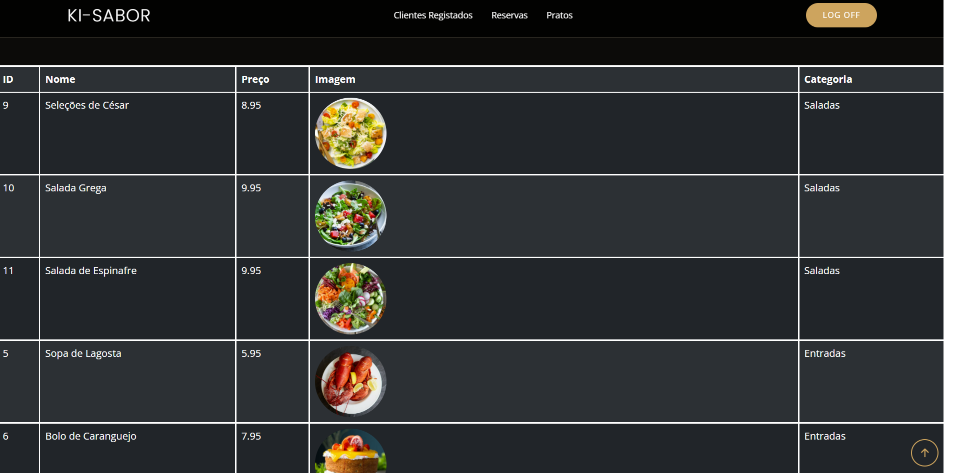 KI-SABOR Clientes Registados Reservas Pratos LOG OFF
ID Nome Preço Imagem Categoria
9 Seleções de César 8.95 Saladas
10 Salada Grega 9.95 Saladas
11 Salada de Espinafre 9.95 Saladas
5 Sopa de Lagosta 5.95 Entradas
6 Bolo de Caranguejo 7.95 Entradas